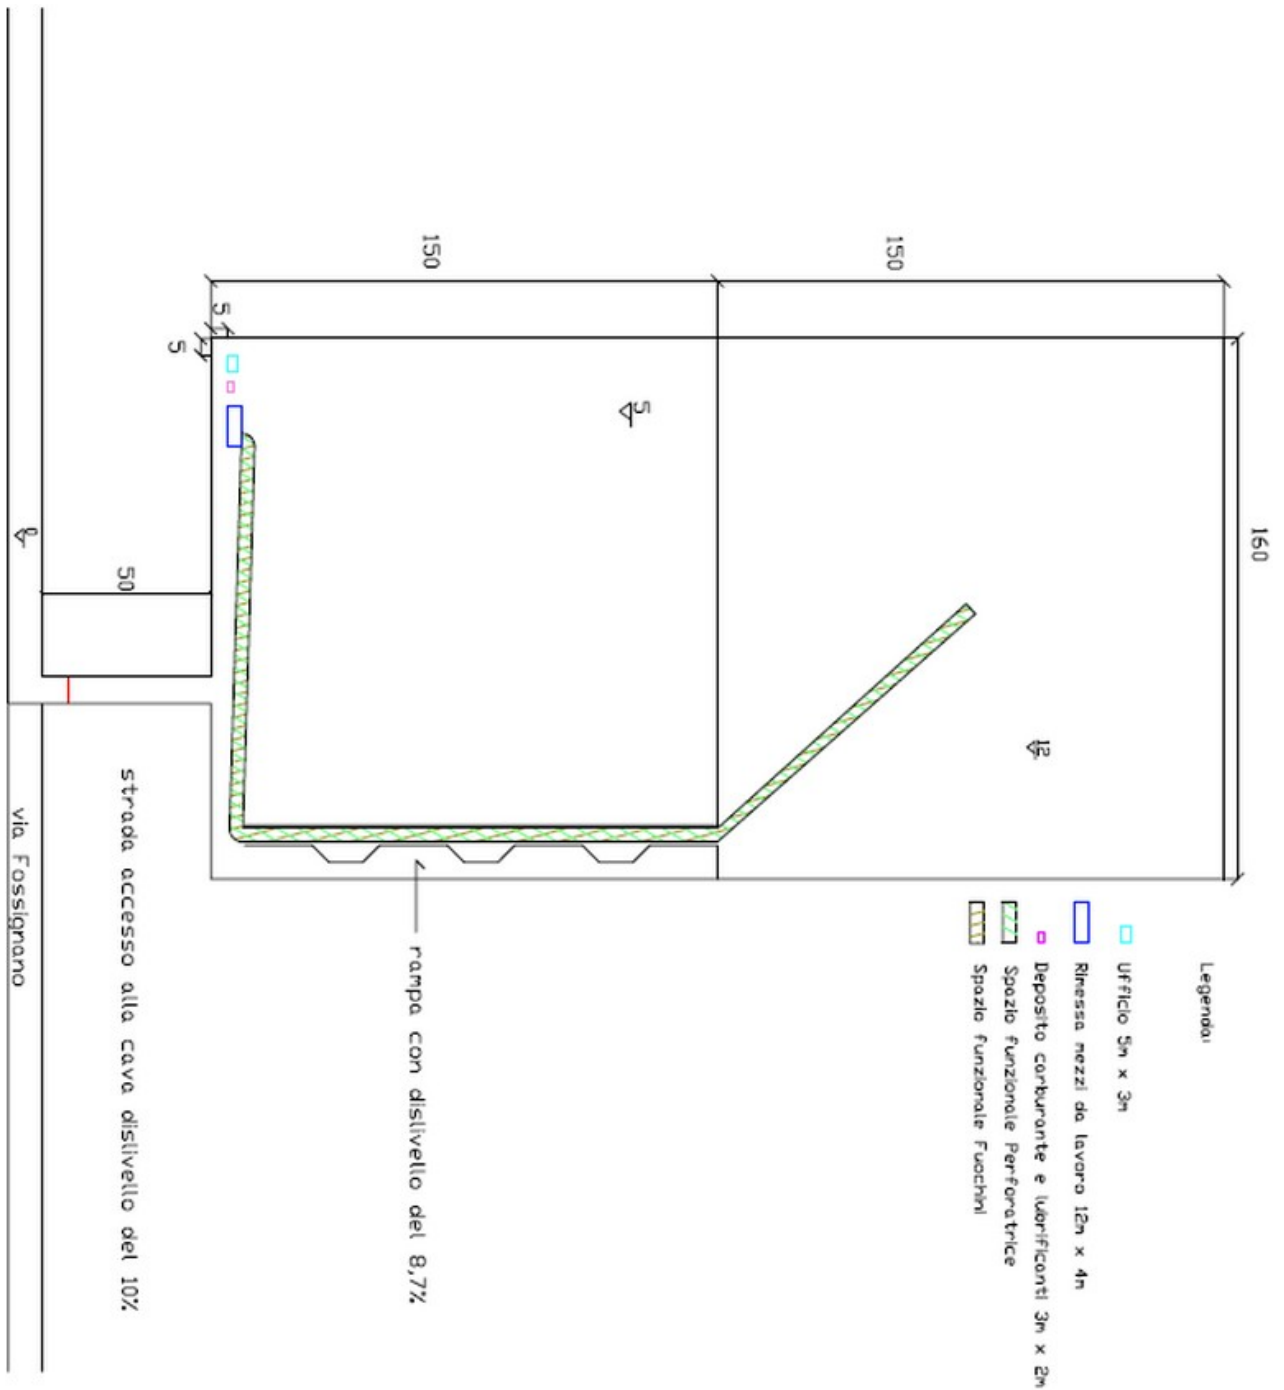 150
150
5
5
5
160
0
50
12
strada accesso alla cava dislivello del 10%
via Fossignano
rampa con dislivello del 8,7%
Legenda:
Ufficio 5m x 3m
Rimessa mezzi da lavoro 12m x 4m
Deposito carburante e lubrificanti 3m x 2m
Spazio funzionale Perforatrice
Spazio funzionale Fuochini